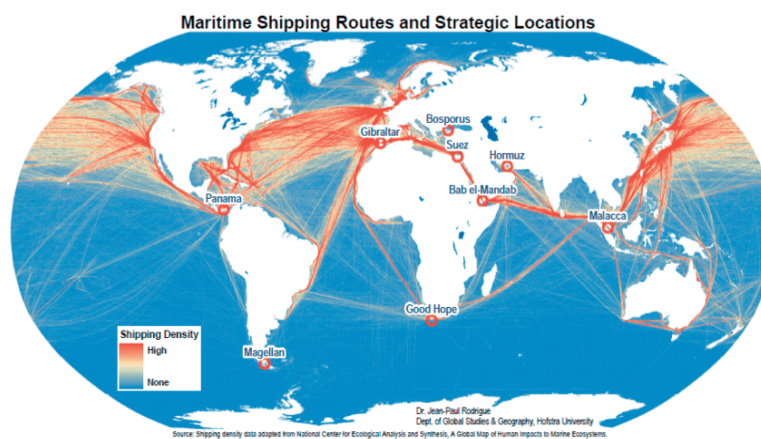 Maritime Shipping Routes and Strategic Locations
Bosporus
Gibraltar
Suez
Hormuz
Bab el-Mandab
Panama
Malacca
Good Hope
Magellan
Shipping Density
High
None
Dr. Jean-Paul Rodrigue
Dept. of Global Studies & Geography, Hofstra University
Source: Shipping density data adapted from National Center for Ecological Analysis and Synthesis, A Global Map of Human Impacts to Marine Ecosystems.